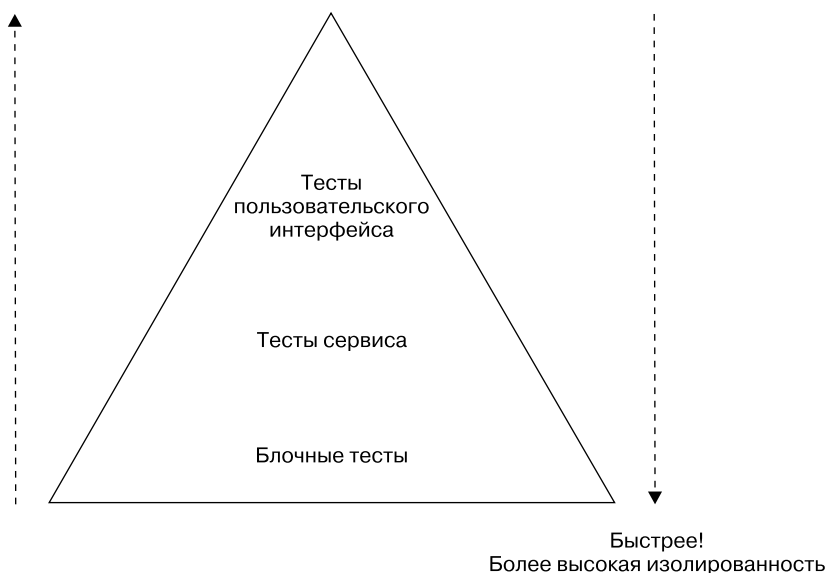 Тесты
пользовательского
интерфейса
Тесты сервиса
Блочные тесты
Быстрее!
Более высокая изолированность